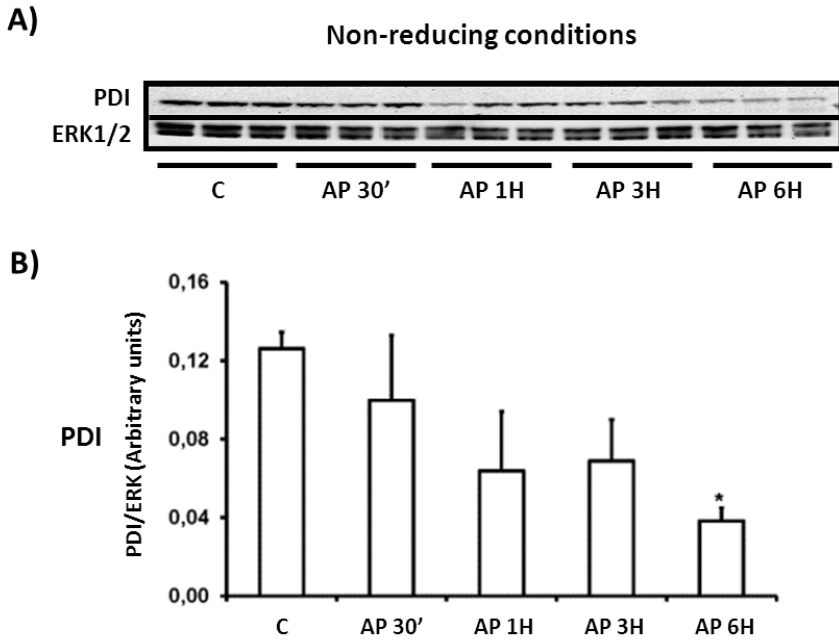 A)
Non-reducing conditions
PDI
ERK1/2
C AP 30’ AP 1H AP 3H AP 6H
B)
PDI
PDI/ERK (Arbitrary units)
0,16
0,12
0,08
0,04
0,00
*
C AP 30’ AP 1H AP 3H AP 6H